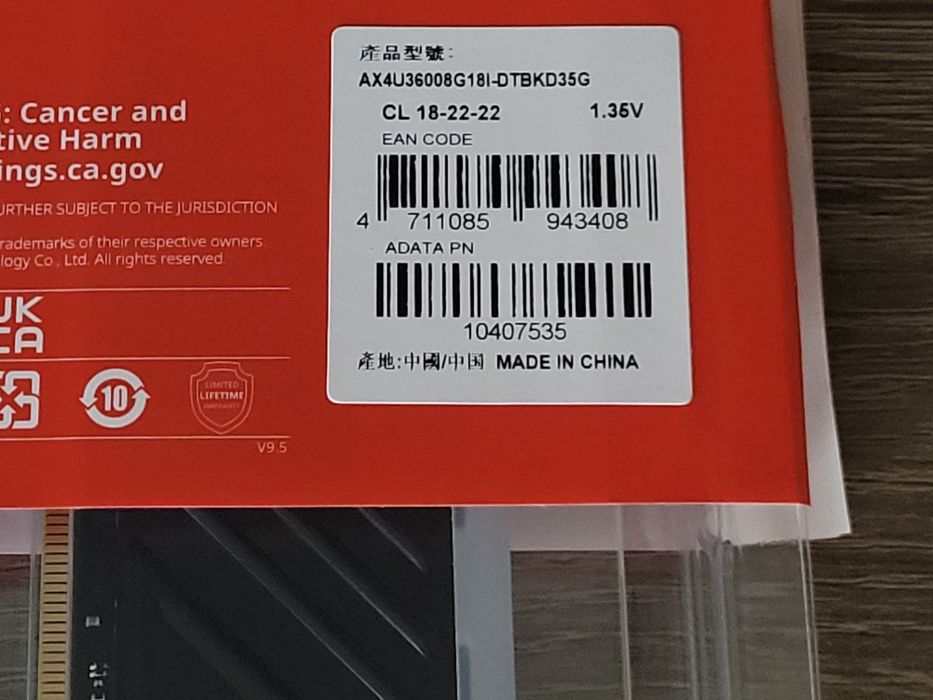 : Cancer and
tive Harm
ings.ca.gov
URTHER SUBJECT TO THE JURISDICTION
rademarks of their respective owners
logy Co., Ltd. All rights reserved.
UK
CA
10
LIMITED
LIFETIME
WARRANTY
V9.5
產品型號:
AX4U36008G18I-DTBKD35G
CL 18-22-22 1.35V
EAN CODE
4 711085 943408
ADATA PN
10407535
產地:中國/中国 MADE IN CHINA